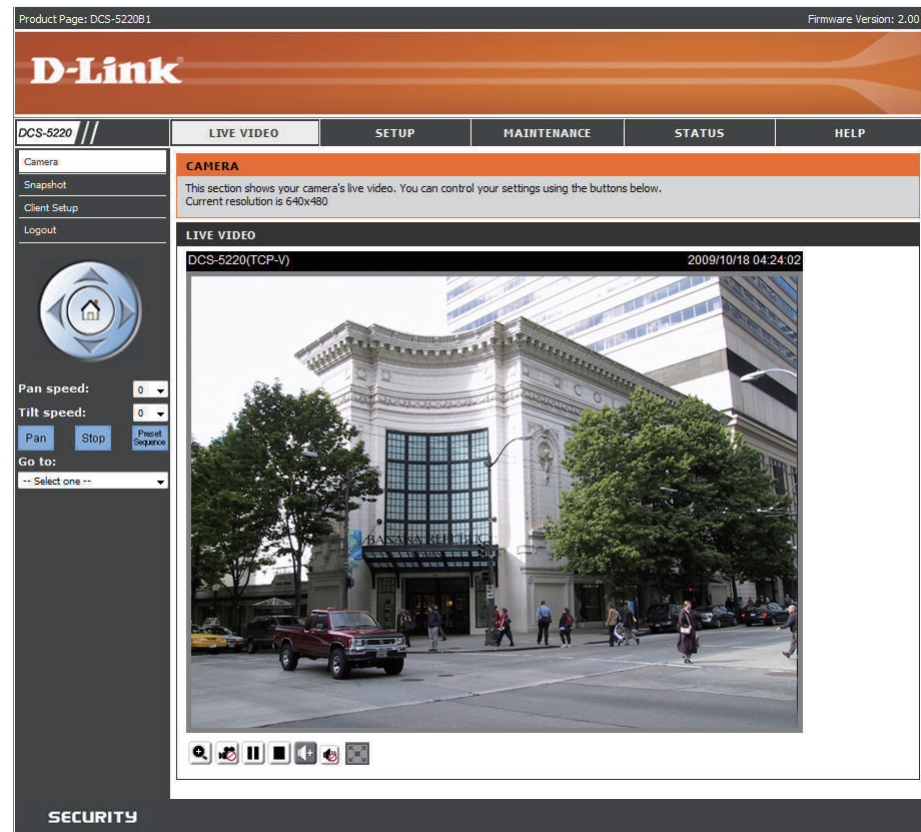 Product Page: DCS-5220B1 Firmware Version: 2.00
D-Link
DCS-5220 LIVE VIDEO SETUP MAINTENANCE STATUS HELP
Camera
Snapshot
Client Setup
Logout
Pan speed: 0
Tilt speed: 0
Pan Stop Preset Sequence
Go to:
-- Select one --
CAMERA
This section shows your camera's live video. You can control your settings using the buttons below.
Current resolution is 640x480
LIVE VIDEO
DCS-5220(TCP-V) 2009/10/18 04:24:02
BANANA REPUBLIC
SECURITY